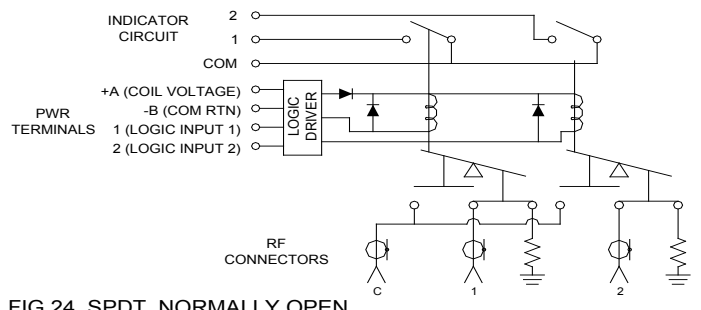 INDICATOR
CIRCUIT
2
1
COM
PWR
TERMINALS
+A (COIL VOLTAGE)
-B (COM RTN)
1 (LOGIC INPUT 1)
2 (LOGIC INPUT 2)
LOGIC
DRIVER
RF
CONNECTORS
C
1
2
FIG 24. SPDT, NORMALLY OPEN